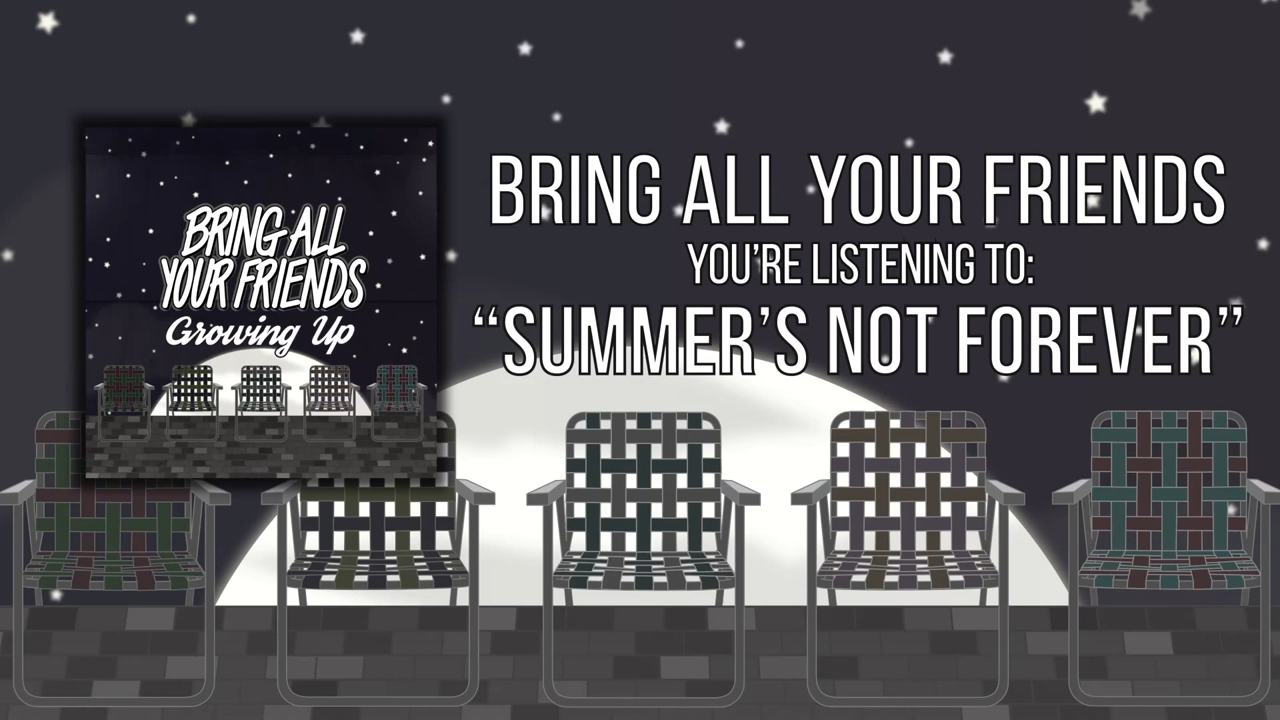 BRING ALL
YOUR FRIENDS
Growing Up
BRING ALL YOUR FRIENDS
YOU'RE LISTENING TO:
“SUMMER'S NOT FOREVER”